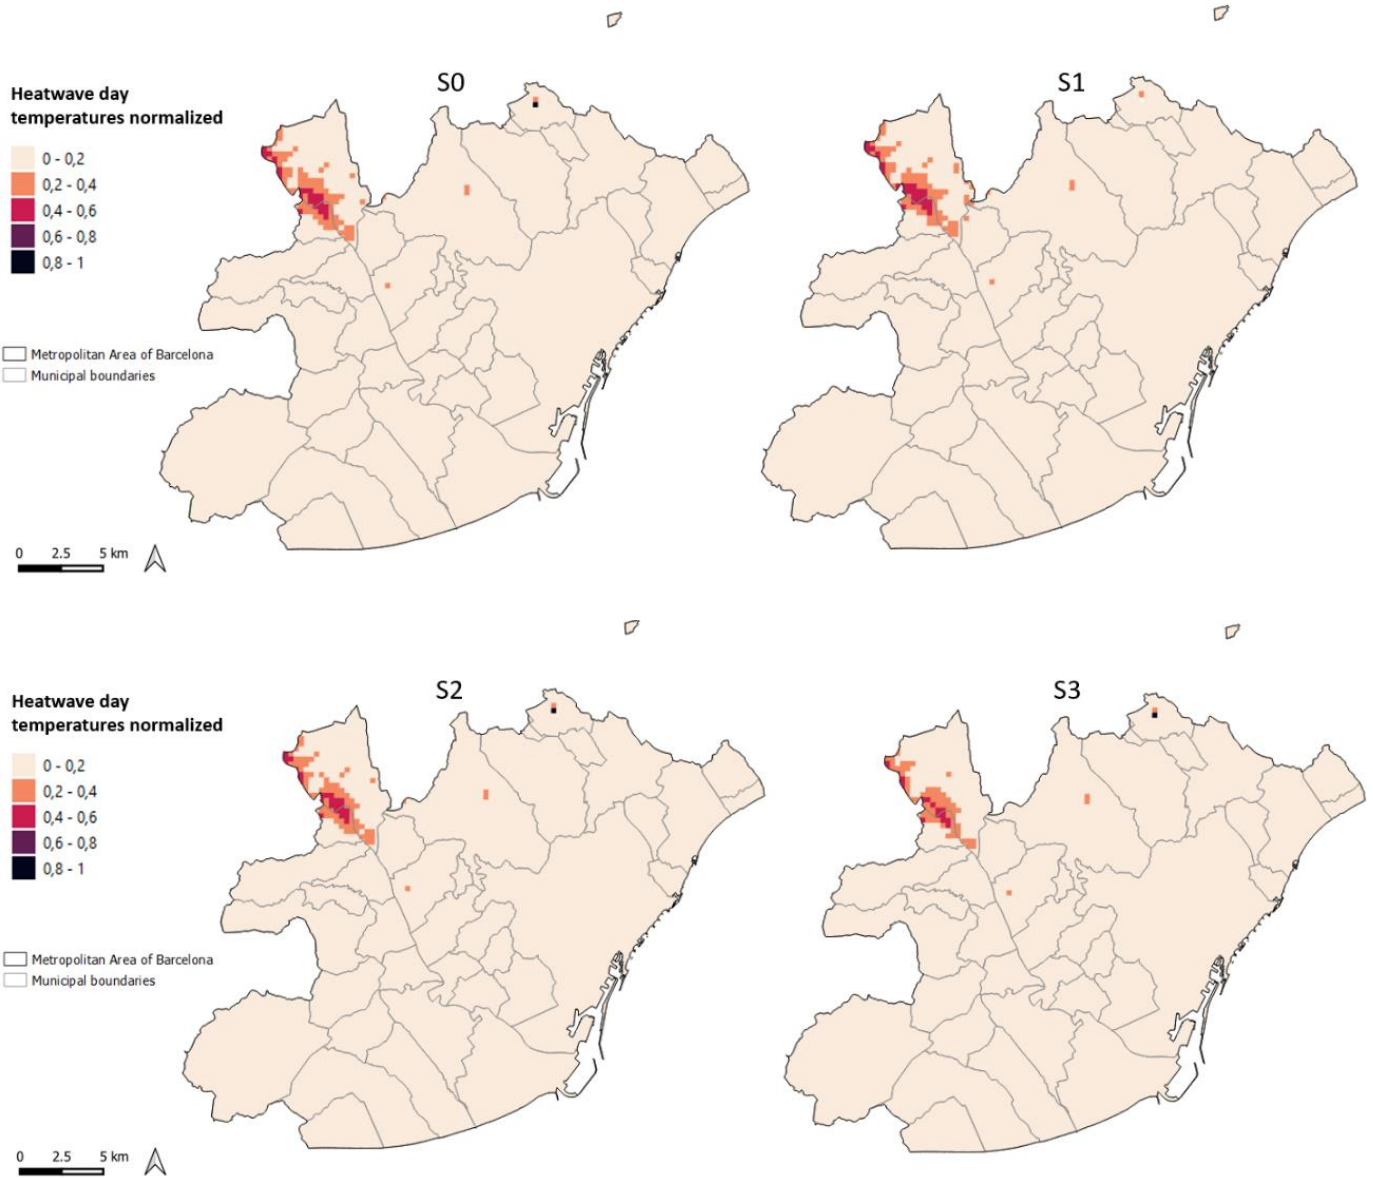 S0
S1
Heatwave day
temperatures normalized
0 - 0,2
0,2 - 0,4
0,4 - 0,6
0,6 - 0,8
0,8 - 1
Metropolitan Area of Barcelona
Municipal boundaries
0 2.5 5 km
S2
S3
Heatwave day
temperatures normalized
0 - 0,2
0,2 - 0,4
0,4 - 0,6
0,6 - 0,8
0,8 - 1
Metropolitan Area of Barcelona
Municipal boundaries
0 2.5 5 km